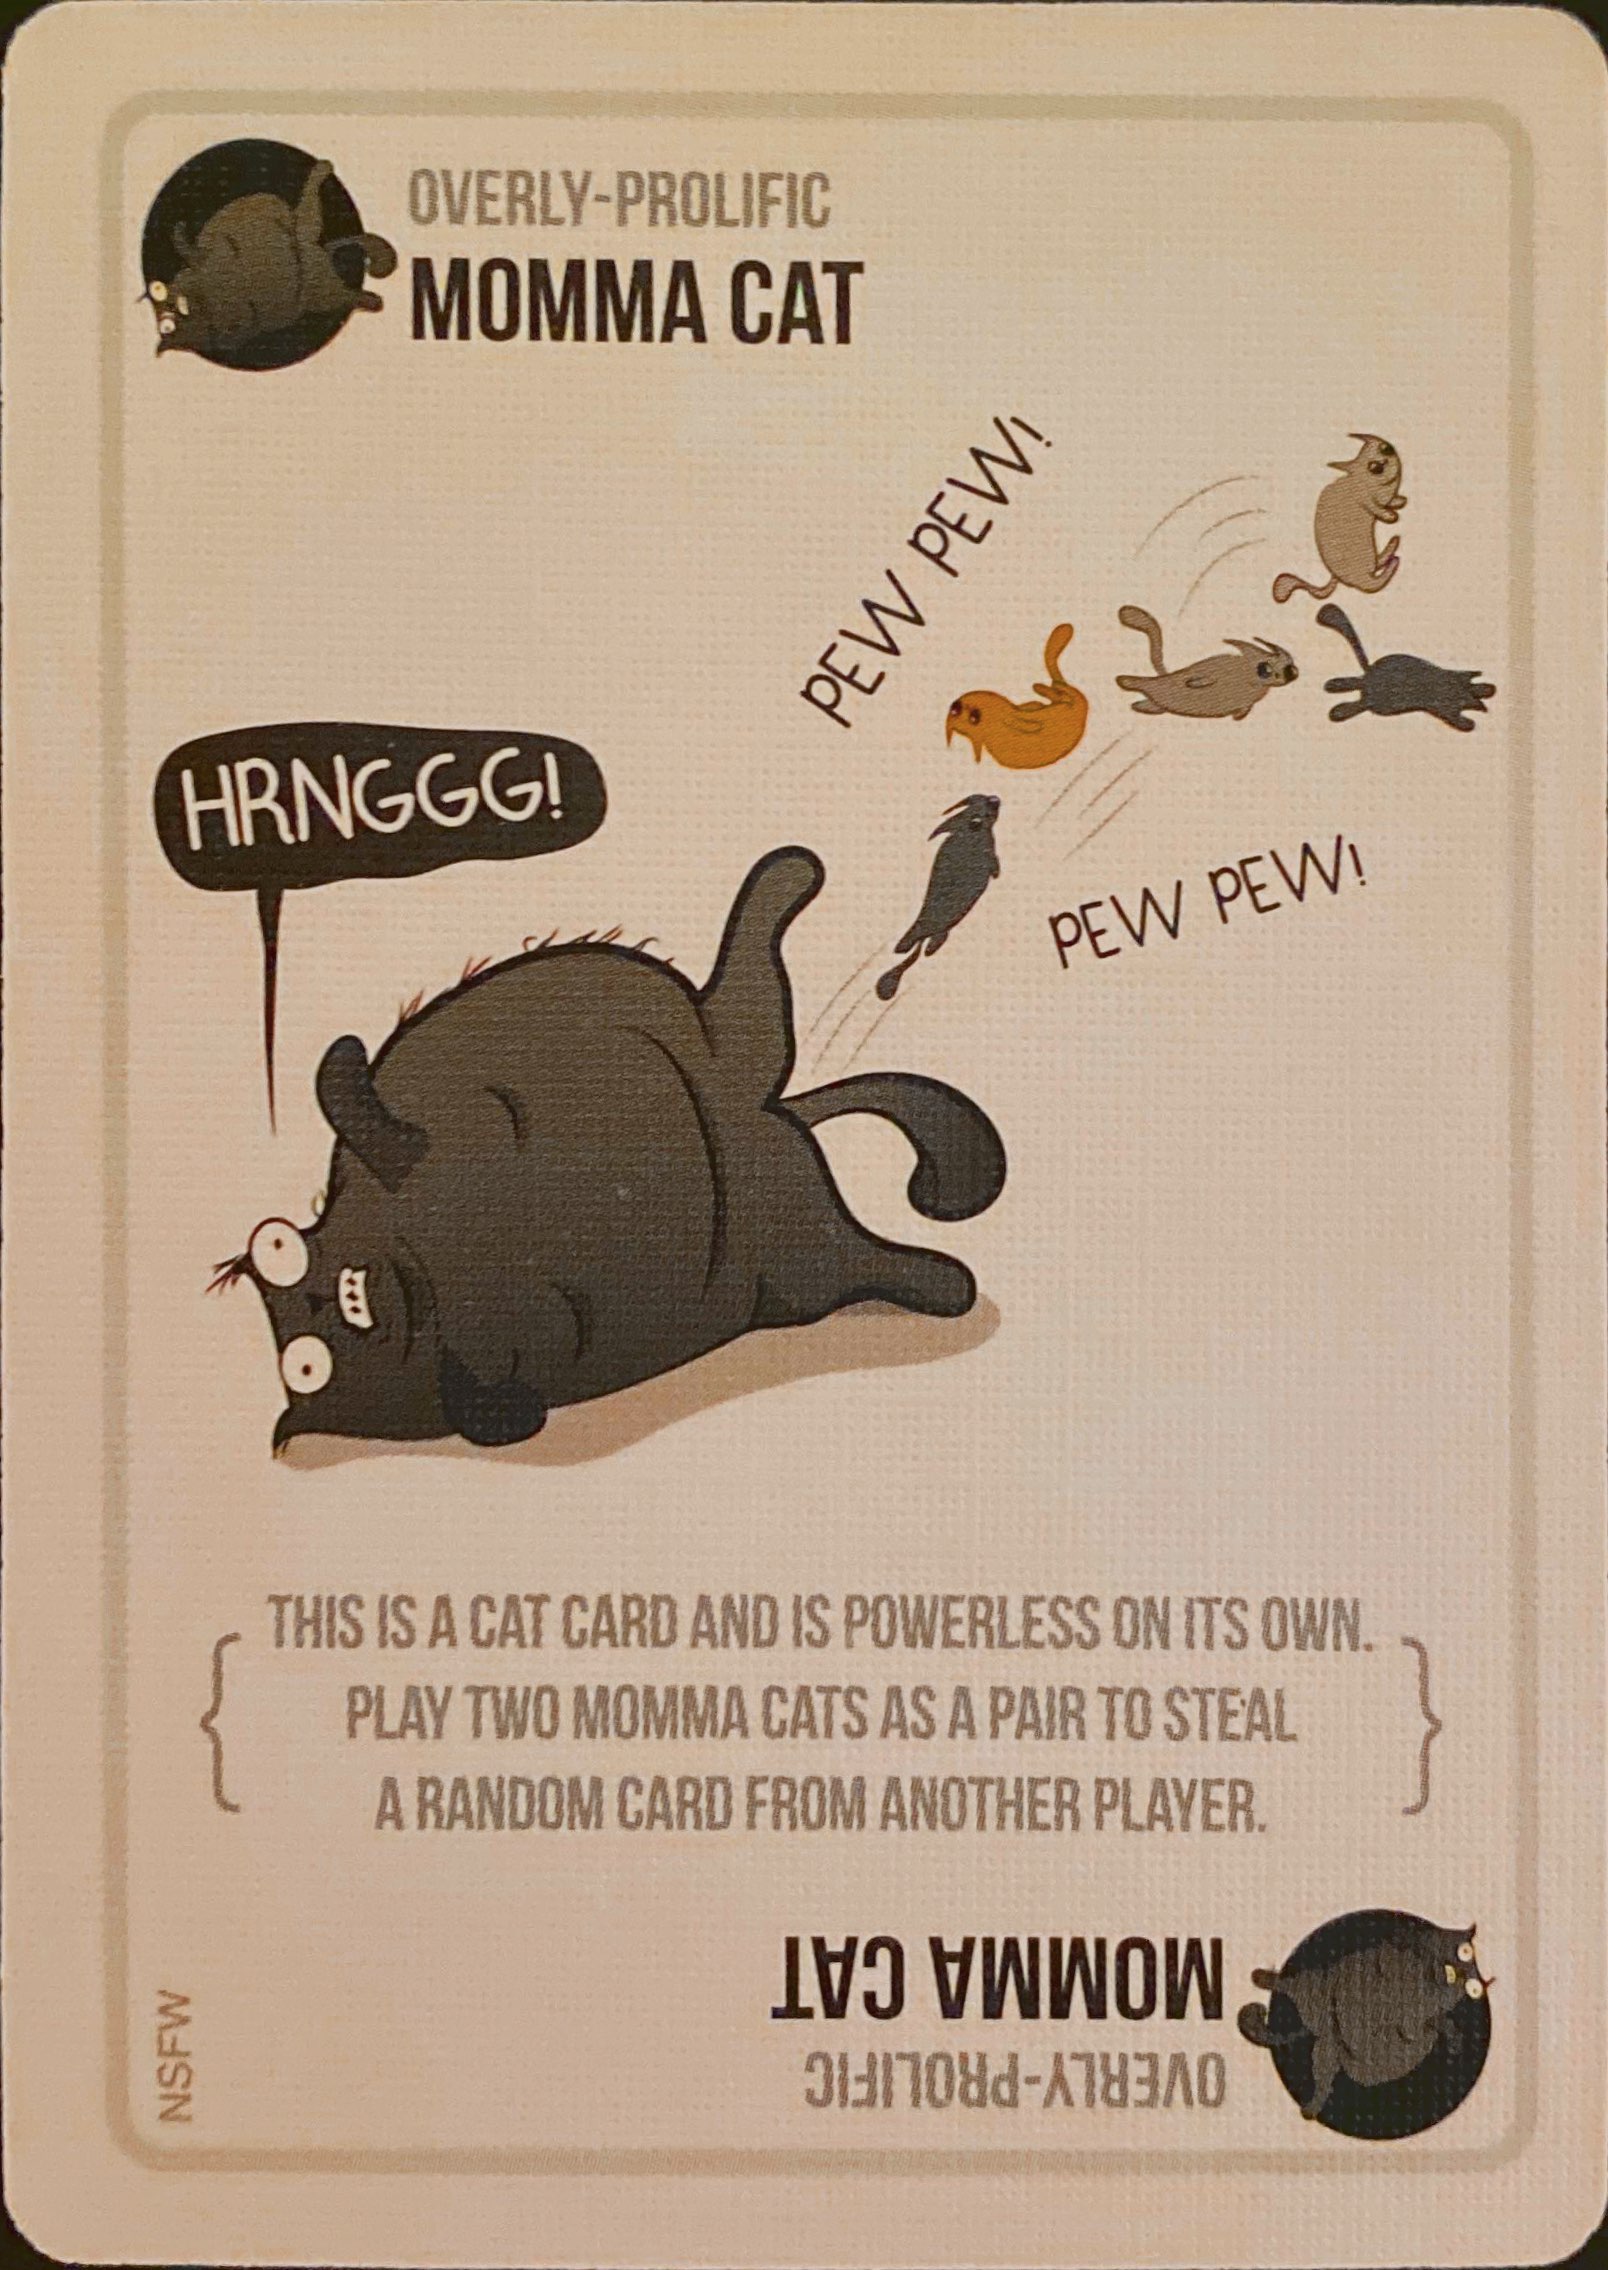 OVERLY-PROLIFIC
MOMMA CAT
PEW PEW!
HRNGGG!
PEW PEW!
THIS IS A CAT CARD AND IS POWERLESS ON ITS OWN.
PLAY TWO MOMMA CATS AS A PAIR TO STEAL
A RANDOM CARD FROM ANOTHER PLAYER.
MOMMA CAT
OVERLY-PROLIFIC
NSFW